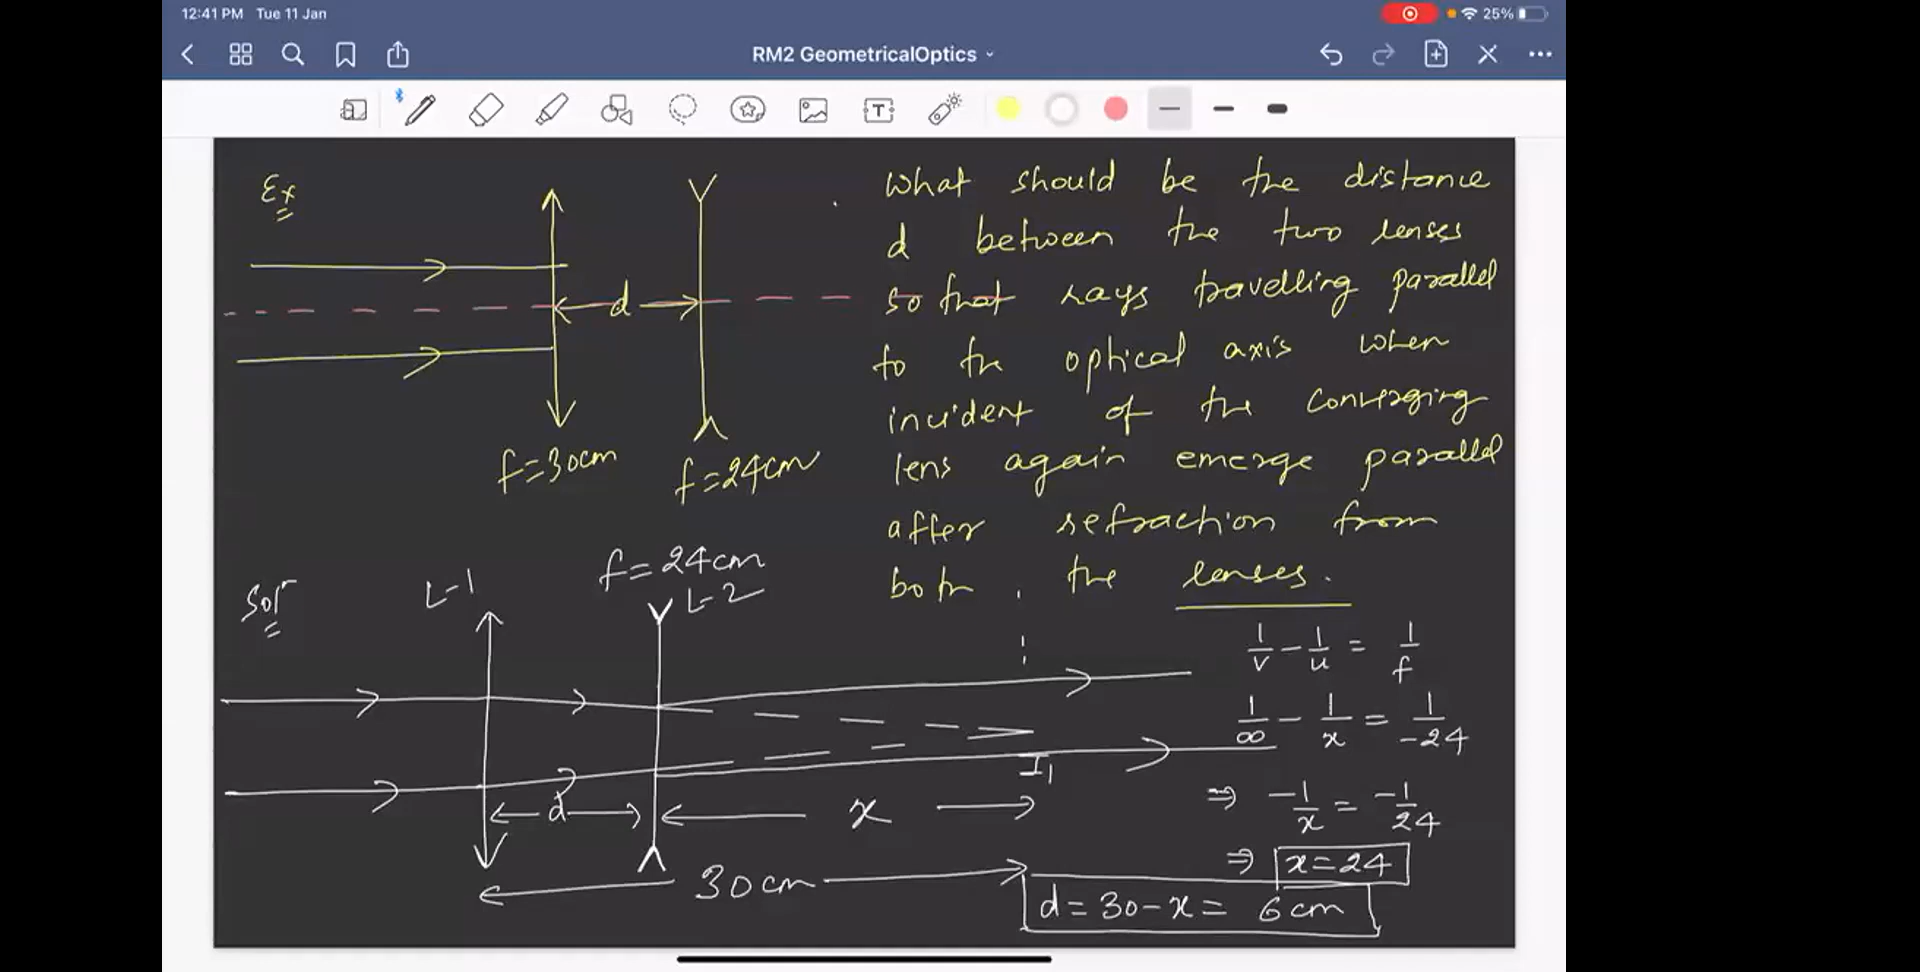 12:41 PM Tue 11 Jan
25%
RM2 GeometricalOptics
T
Ex
d
f=30cm
f=24cm
What should be the distance
d between the two lenses
so that rays travelling parallel
to the optical axis when
incident of the converging
lens again emerge parallel
after refraction from
both the lenses.
Solⁿ
L-1
f=24cm
L-2
I₁
d
x
30cm
1/v - 1/u = 1/f
1/∞ - 1/x = 1/-24
⇒ -1/x = -1/24
⇒ x=24
d=30-x= 6cm